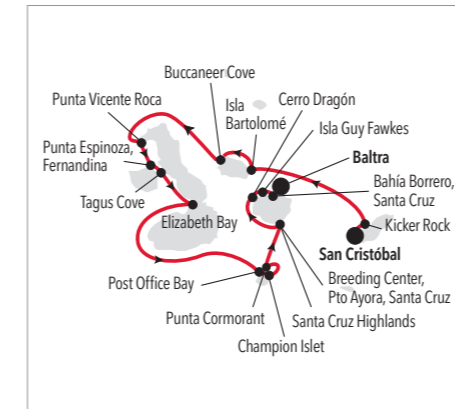 Buccaneer Cove
Punta Vicente Roca
Isla
Bartolomé
Cerro Dragón
Isla Guy Fawkes
Punta Espinoza,
Fernandina
Baltra
Bahía Borrero,
Santa Cruz
Tagus Cove
Elizabeth Bay
Kicker Rock
San Cristóbal
Post Office Bay
Breeding Center,
Pto Ayora, Santa Cruz
Punta Cormorant
Santa Cruz Highlands
Champion Islet